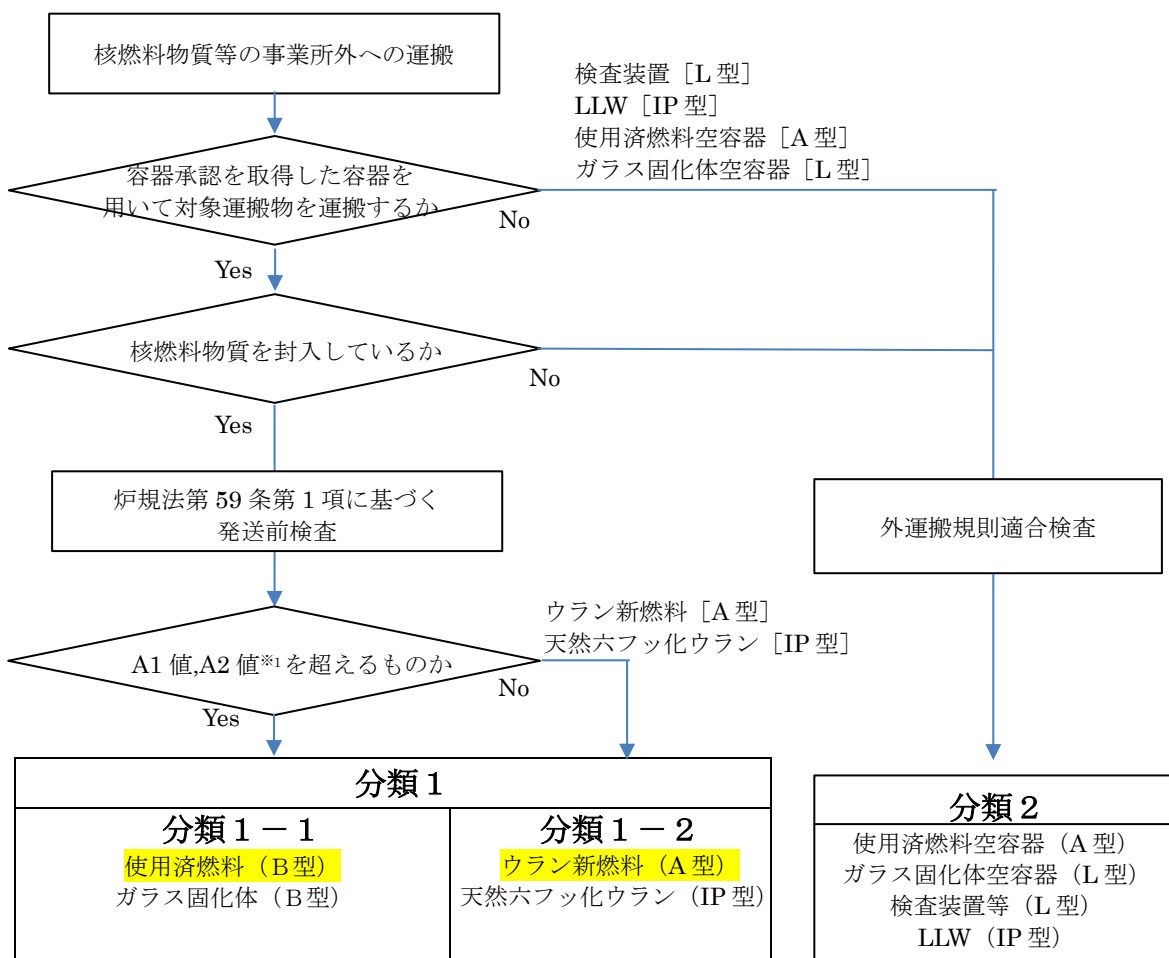 核燃料物質等の事業所外への運搬
検査装置［L 型］
LLW［IP 型］
使用済燃料空容器［A 型］
ガラス固化体空容器［L 型］
容器承認を取得した容器を
用いて対象運搬物を運搬するか
No
Yes
核燃料物質を封入しているか
No
Yes
炉規法第 59 条第 1 項に基づく
発送前検査
外運搬規則適合検査
ウラン新燃料［A 型］
天然六フッ化ウラン［IP 型］
A1 値,A2 値※1を超えるものか
No
Yes
分類１
分類１－１
使用済燃料（Ｂ型）
ガラス固化体（Ｂ型）
分類１－２
ウラン新燃料（A 型）
天然六フッ化ウラン（IP 型）
分類２
使用済燃料空容器（A 型）
ガラス固化体空容器（L 型）
検査装置等（L 型）
LLW（IP 型）